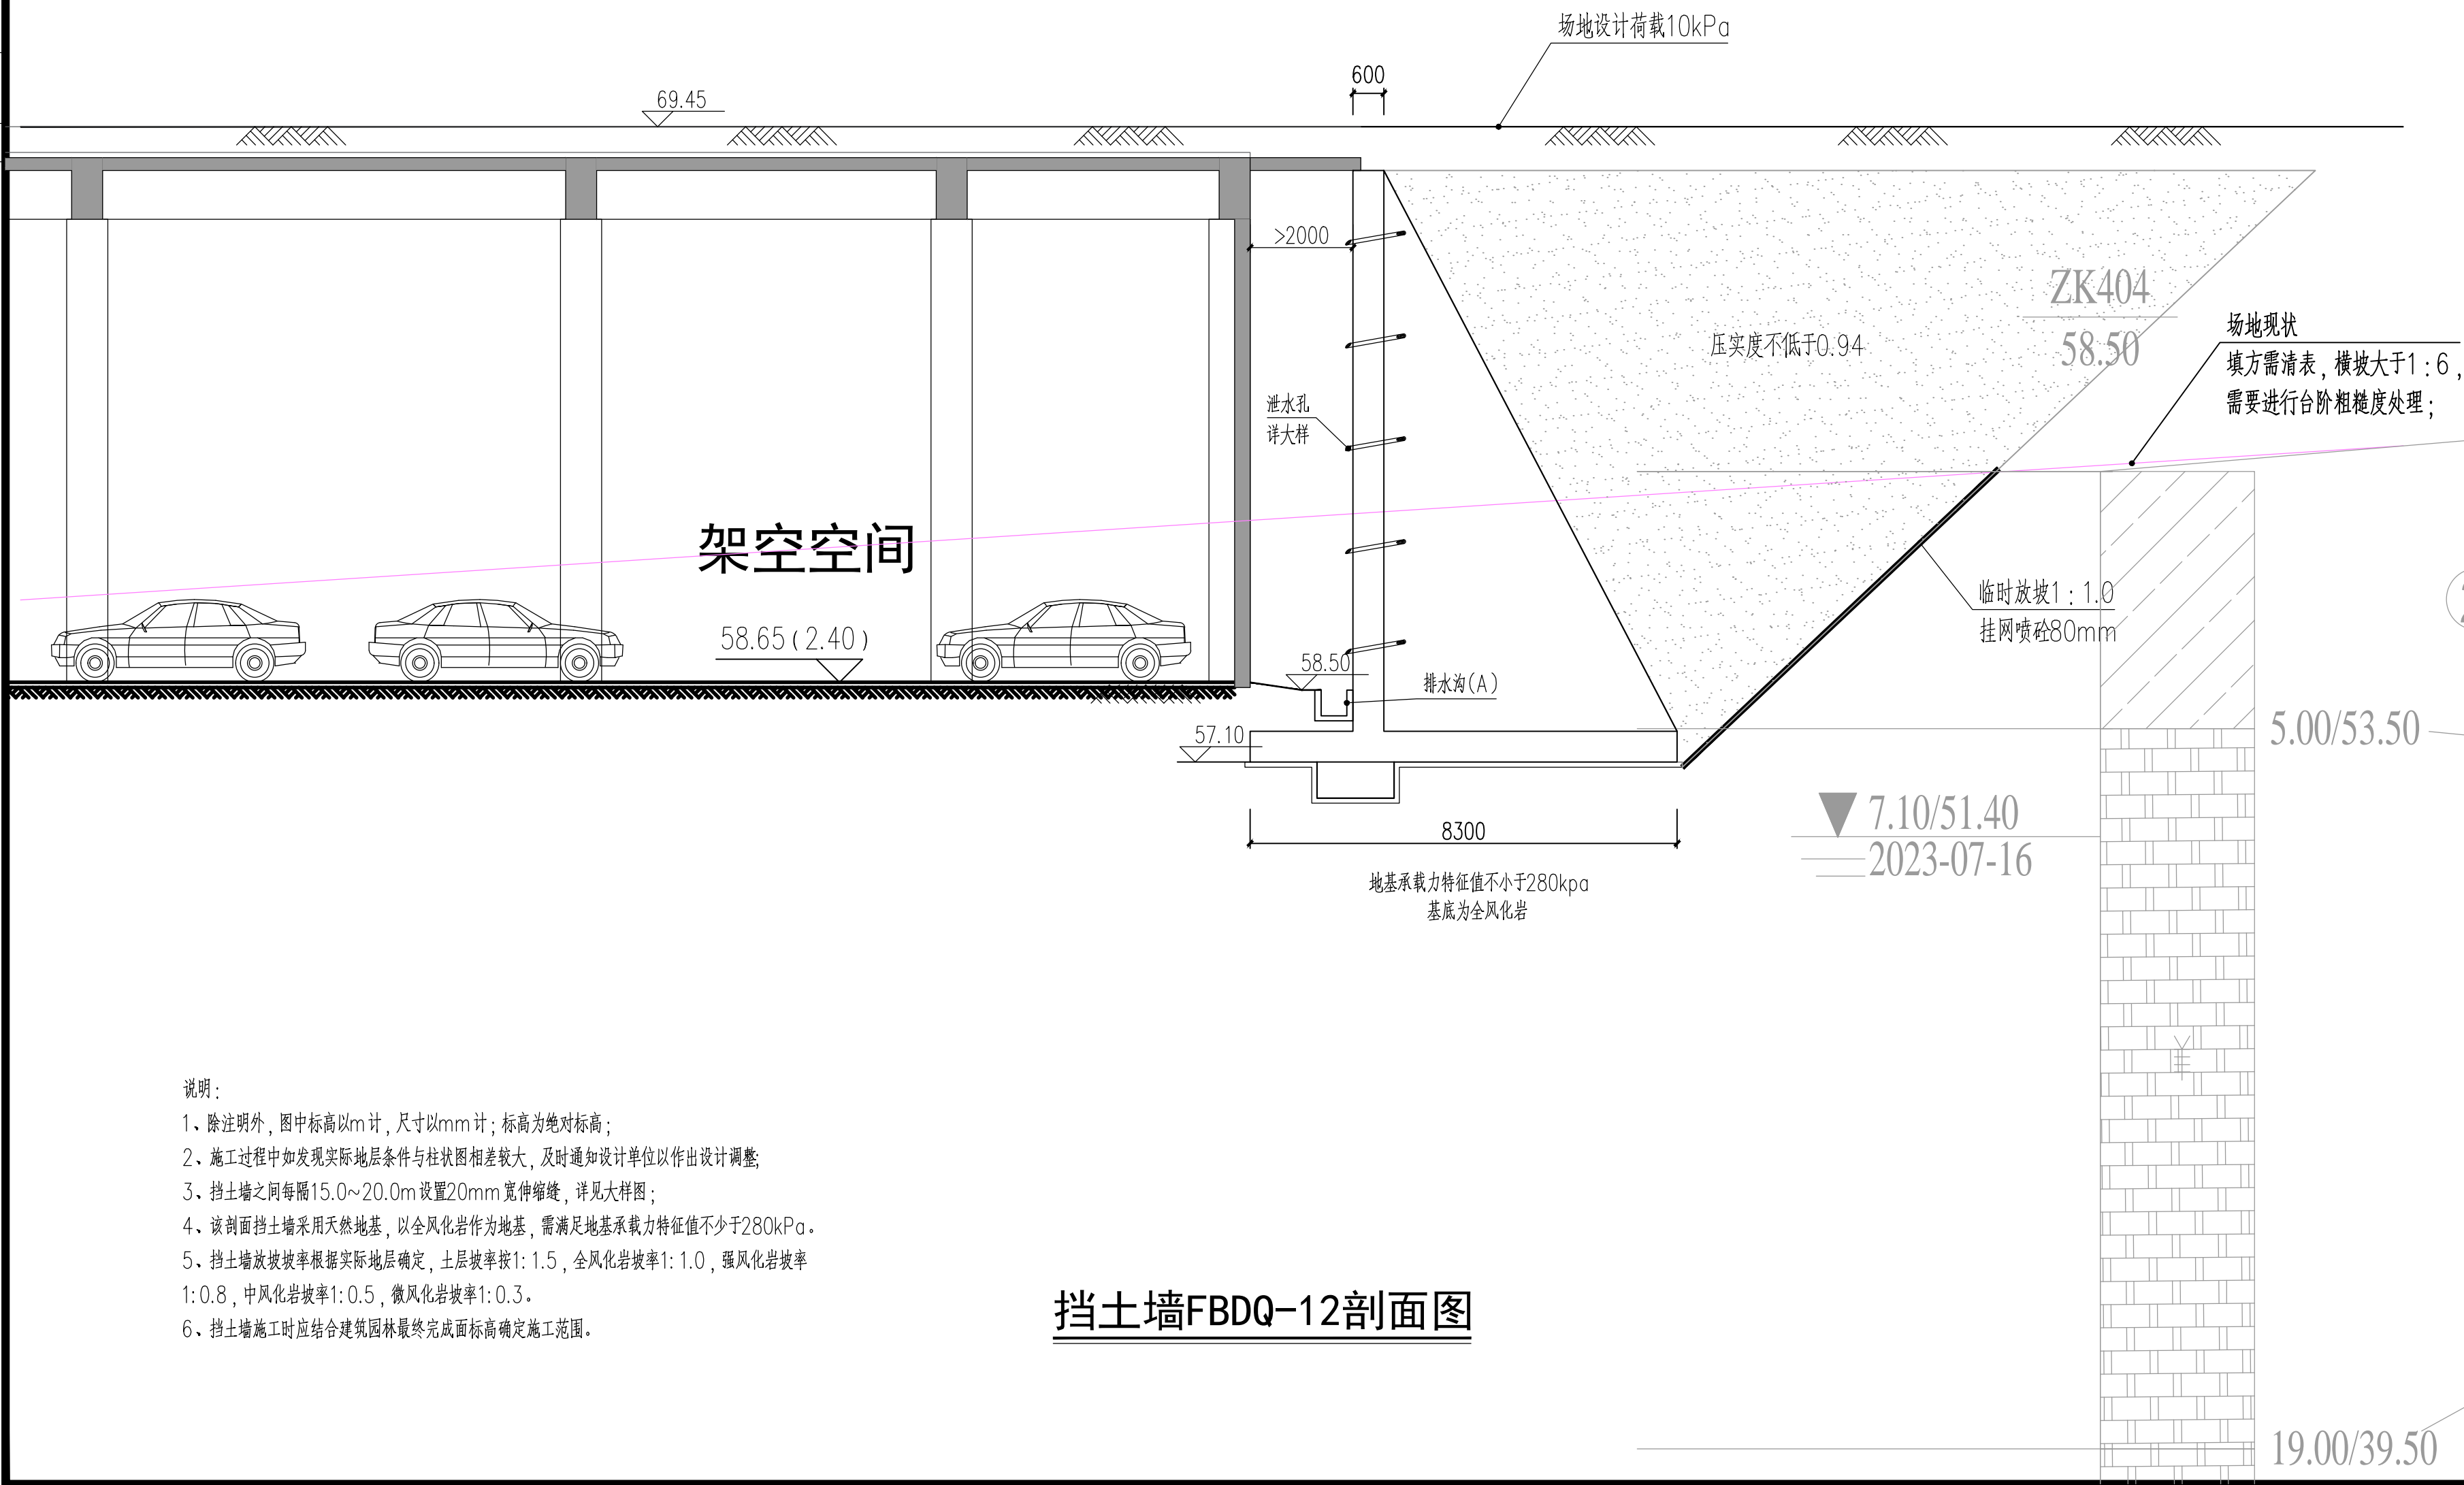 场地设计荷载10kPa
600
69.45
>2000
ZK404
58.50
压实度不低于0.94
场地现状
填方需清表，横坡大于1：6，
需要进行台阶粗糙度处理；
泄水孔
详大样
架空空间
临时放坡1：1.0
挂网喷砼80mm
58.65(2.40)
58.50
排水沟(A)
57.10
5.00/53.50
7.10/51.40
2023-07-16
8300
地基承载力特征值不小于280kpa
基底为全风化岩
说明：
1、除注明外，图中标高以m计，尺寸以mm计；标高为绝对标高；
2、施工过程中如发现实际地层条件与柱状图相差较大，及时通知设计单位以作出设计调整；
3、挡土墙之间每隔15.0~20.0m设置20mm宽伸缩缝，详见大样图；
4、该剖面挡土墙采用天然地基，以全风化岩作为地基，需满足地基承载力特征值不少于280kPa。
5、挡土墙放坡坡率根据实际地层确定，土层坡率按1：1.5，全风化岩坡率1：1.0，强风化岩坡率
1：0.8，中风化岩坡率1：0.5，微风化岩坡率1：0.3。
6、挡土墙施工时应结合建筑园林最终完成面标高确定施工范围。
挡土墙FBDQ-12剖面图
19.00/39.50